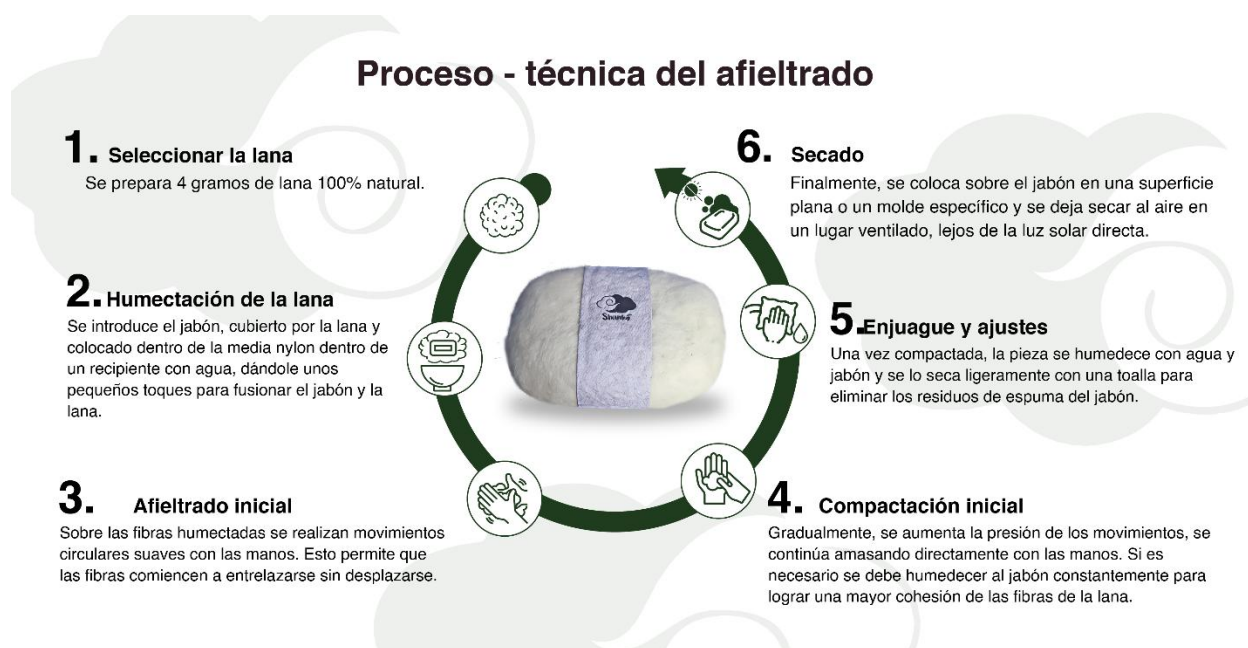 Proceso - técnica del afieltrado
1. Seleccionar la lana
Se prepara 4 gramos de lana 100% natural.
2. Humectación de la lana
Se introduce el jabón, cubierto por la lana y
colocado dentro de la media nylon dentro de
un recipiente con agua, dándole unos
pequeños toques para fusionar el jabón y la
lana.
3. Afieltrado inicial
Sobre las fibras humectadas se realizan movimientos
circulares suaves con las manos. Esto permite que
las fibras comiencen a entrelazarse sin desplazarse.
4. Compactación inicial
Gradualmente, se aumenta la presión de los movimientos, se
continúa amasando directamente con las manos. Si es
necesario se debe humedecer al jabón constantemente para
lograr una mayor cohesión de las fibras de la lana.
5. Enjuague y ajustes
Una vez compactada, la pieza se humedece con agua y
jabón y se lo seca ligeramente con una toalla para
eliminar los residuos de espuma del jabón.
6. Secado
Finalmente, se coloca sobre el jabón en una superficie
plana o un molde específico y se deja secar al aire en
un lugar ventilado, lejos de la luz solar directa.